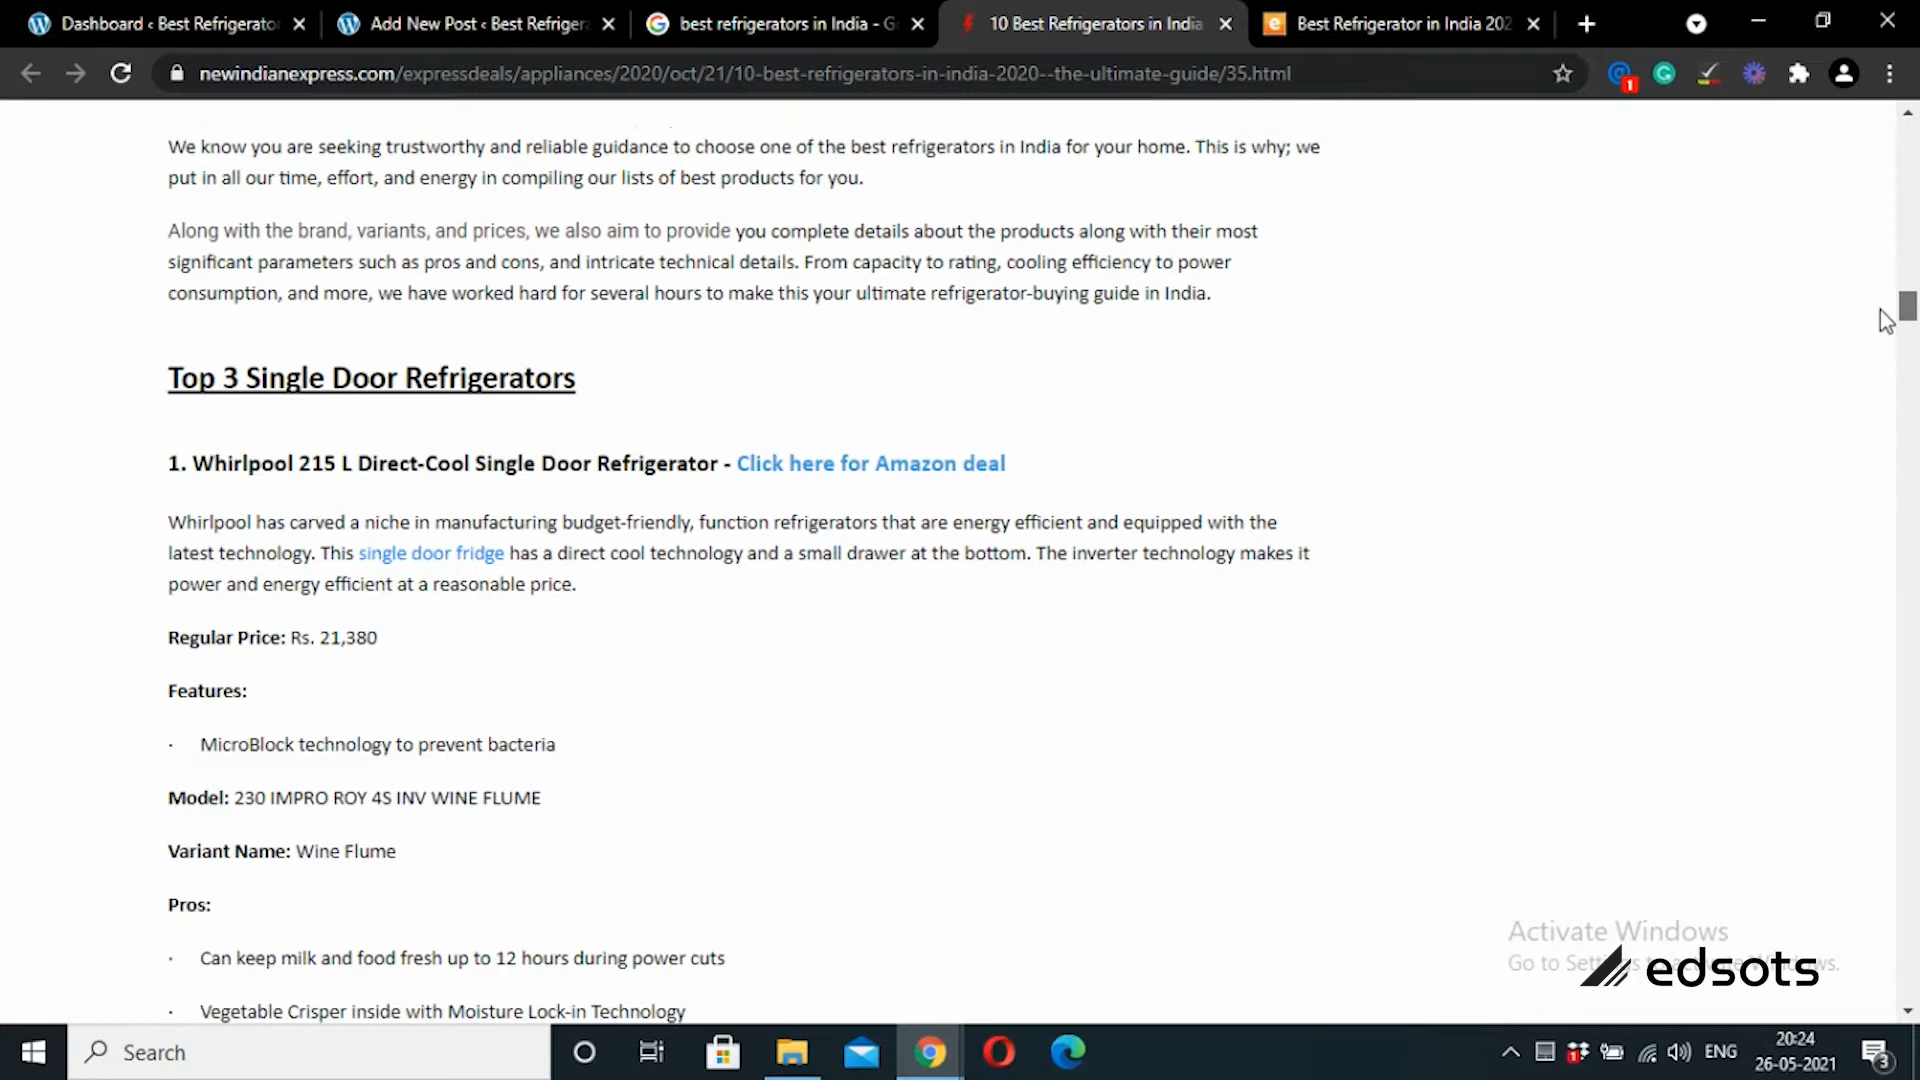 Dashboard ‹ Best Refrigerato
Add New Post ‹ Best Refriger
best refrigerators in India - G
10 Best Refrigerators in India
Best Refrigerator in India 202
newindianexpress.com/expressdeals/appliances/2020/oct/21/10-best-refrigerators-in-india-2020--the-ultimate-guide/35.html
1
We know you are seeking trustworthy and reliable guidance to choose one of the best refrigerators in India for your home. This is why; we
put in all our time, effort, and energy in compiling our lists of best products for you.
Along with the brand, variants, and prices, we also aim to provide you complete details about the products along with their most
significant parameters such as pros and cons, and intricate technical details. From capacity to rating, cooling efficiency to power
consumption, and more, we have worked hard for several hours to make this your ultimate refrigerator-buying guide in India.
Top 3 Single Door Refrigerators
1. Whirlpool 215 L Direct-Cool Single Door Refrigerator - Click here for Amazon deal
Whirlpool has carved a niche in manufacturing budget-friendly, function refrigerators that are energy efficient and equipped with the
latest technology. This single door fridge has a direct cool technology and a small drawer at the bottom. The inverter technology makes it
power and energy efficient at a reasonable price.
Regular Price: Rs. 21,380
Features:
· MicroBlock technology to prevent bacteria
Model: 230 IMPRO ROY 4S INV WINE FLUME
Variant Name: Wine Flume
Pros:
· Can keep milk and food fresh up to 12 hours during power cuts
· Vegetable Crisper inside with Moisture Lock-in Technology
Activate Windows
Go to
edsots
Search
ENG
20:24
26-05-2021
3